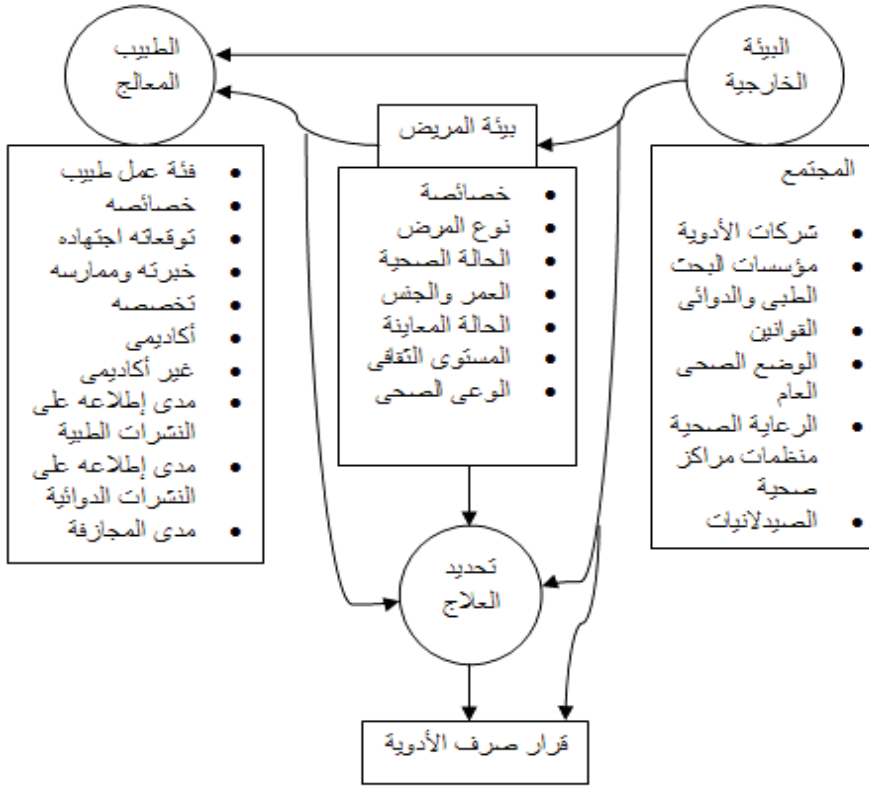 البيئة
الخارجية
المجتمع
شركات الأدوية
مؤسسات البحث
الطبى والدوائى
القوانين
الوضع الصحى
العام
الرعاية الصحية
منظمات مراكز
صحية
الصيدلانيات
بيئة المريض
خصائصة
نوع المرض
الحالة الصحية
العمر والجنس
الحالة المعاينة
المستوى الثقافى
الوعى الصحى
الطبيب
المعالج
فئة عمل طبيب
خصائصه
توقعاته اجتهاده
خبرته وممارسه
تخصصه
أكاديمى
غير أكاديمى
مدى إطلاعه على
النشرات الطبية
مدى إطلاعه على
النشرات الدوائية
مدى المجازفة
تحديد
العلاج
قرار صرف الأدوية